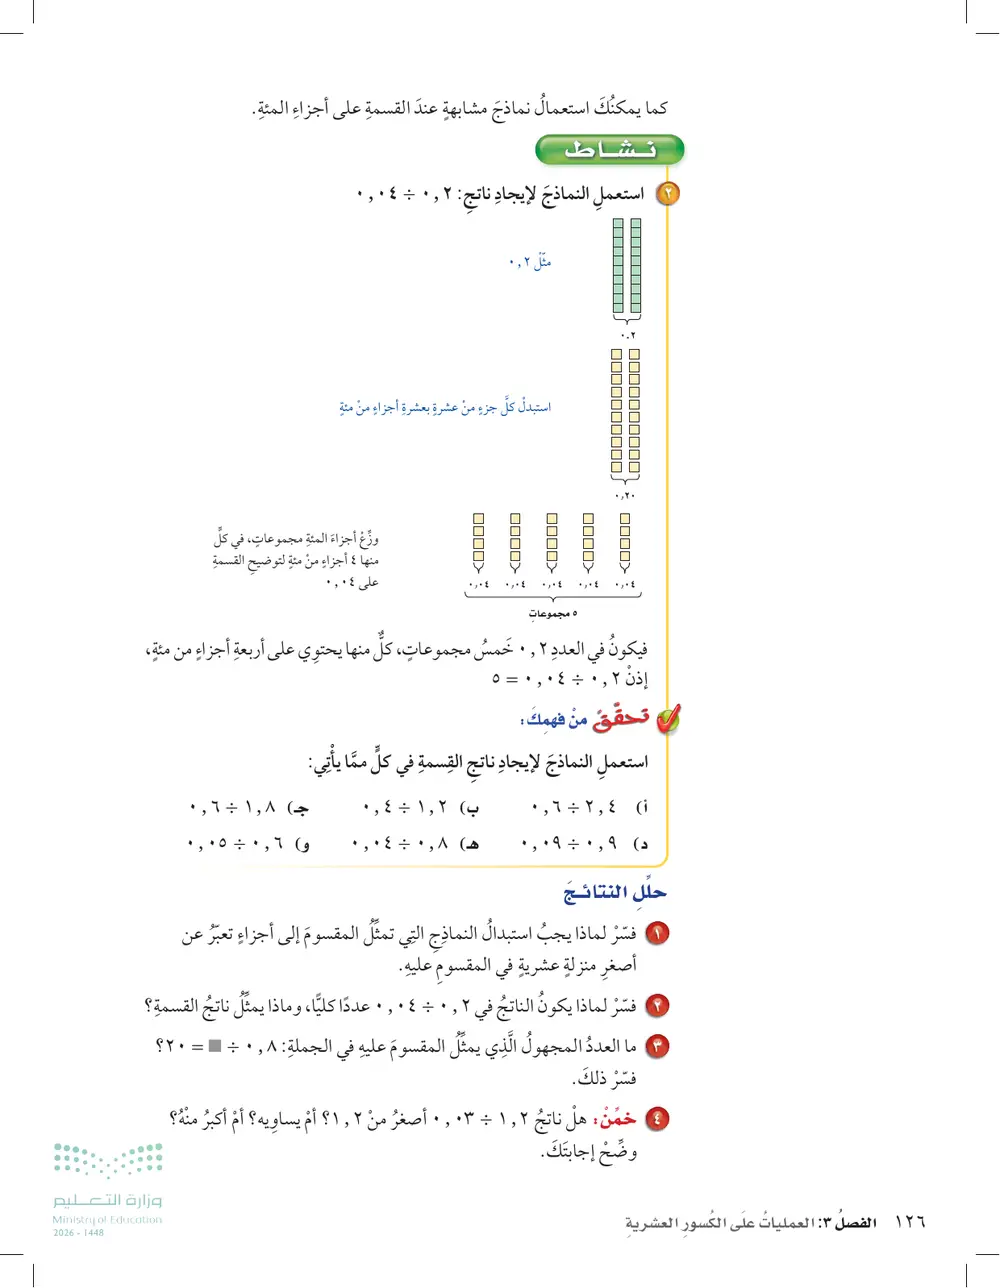 كما يمكنُكَ استعمالُ نماذجَ مشابهةٍ عندَ القسمةِ على أجزاءِ المئةِ.
نـشـاط
٢ استعملِ النماذجَ لإيجادِ ناتجِ: ٠,٢ ÷ ٠,٠٤
مثّلْ ٠,٢
٠.٢
استبدلْ كلَّ جزءٍ منْ عشرةٍ بعشرةِ أجزاءٍ منْ مئةٍ
٠,٢٠
وزِّعْ أجزاءَ المئةِ مجموعاتٍ، في كلِّ
منها ٤ أجزاءٍ منْ مئةٍ لتوضيحِ القسمةِ
على ٠,٠٤
٠,٠٤ ٠,٠٤ ٠,٠٤ ٠,٠٤ ٠,٠٤
٥ مجموعاتِ
فيكونُ في العددِ ٠,٢ خَمسُ مجموعاتٍ، كلٌّ منها يحتوِي على أربعةِ أجزاءٍ من مئةٍ،
إذنْ ٠,٢ ÷ ٠,٠٤ = ٥
تحقَّقْ منْ فهمِكَ:
استعملِ النماذجَ لإيجادِ ناتجِ القِسمةِ في كلٍّ ممَّا يأْتِي:
أ) ٢,٤ ÷ ٠,٦ ب) ١,٢ ÷ ٠,٤ جـ) ١,٨ ÷ ٠,٦
د) ٠,٩ ÷ ٠,٠٩ هـ) ٠,٨ ÷ ٠,٠٤ و) ٠,٦ ÷ ٠,٠٥
حلِّلِ النتائـجَ
١ فسّرْ لماذا يجبُ استبدالُ النماذِجِ التِي تمثِّلُ المقسومَ إلى أجزاءٍ تعبّرُ عن
أصغرِ منزلةٍ عشريةٍ في المقسومِ عليهِ.
٢ فسّرْ لماذا يكونُ الناتجُ في ٠,٢ ÷ ٠,٠٤ عددًا كليًّا، وماذا يمثِّلُ ناتجُ القسمةِ؟
٣ ما العددُ المجهولُ الَّذِي يمثِّلُ المقسومَ عليهِ في الجملةِ: ٠,٨ ÷ ■ = ٢٠؟
فسّرْ ذلكَ.
٤ خمِّنْ: هلْ ناتجُ ١,٢ ÷ ٠,٠٣ أصغرُ منْ ١,٢؟ أمْ يساوِيه؟ أمْ أكبرُ منْهُ؟
وضِّحْ إجابتَكَ.
وزارة التعـــليم
Ministry of Education
2026 - 1448
١٢٦ الفصلُ ٣: العملياتُ علَى الكُسورِ العشريةِ